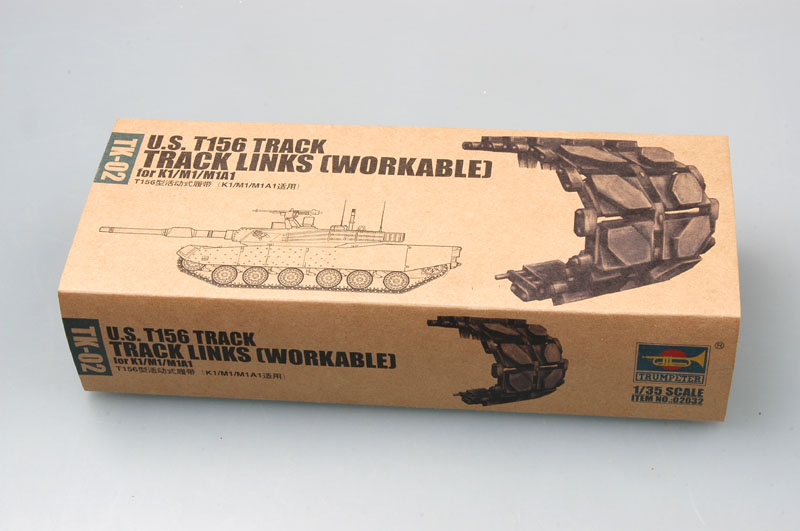 TK-02
U.S. T156 TRACK
TRACK LINKS (WORKABLE)
for K1/M1/M1A1
T156型活动式履带 (K1/M1/M1A1适用)
TK-02
U.S. T156 TRACK
TRACK LINKS (WORKABLE)
for K1/M1/M1A1
T156型活动式履带 (K1/M1/M1A1适用)
®
TRUMPETER
1/35 SCALE
ITEM NO.:02032